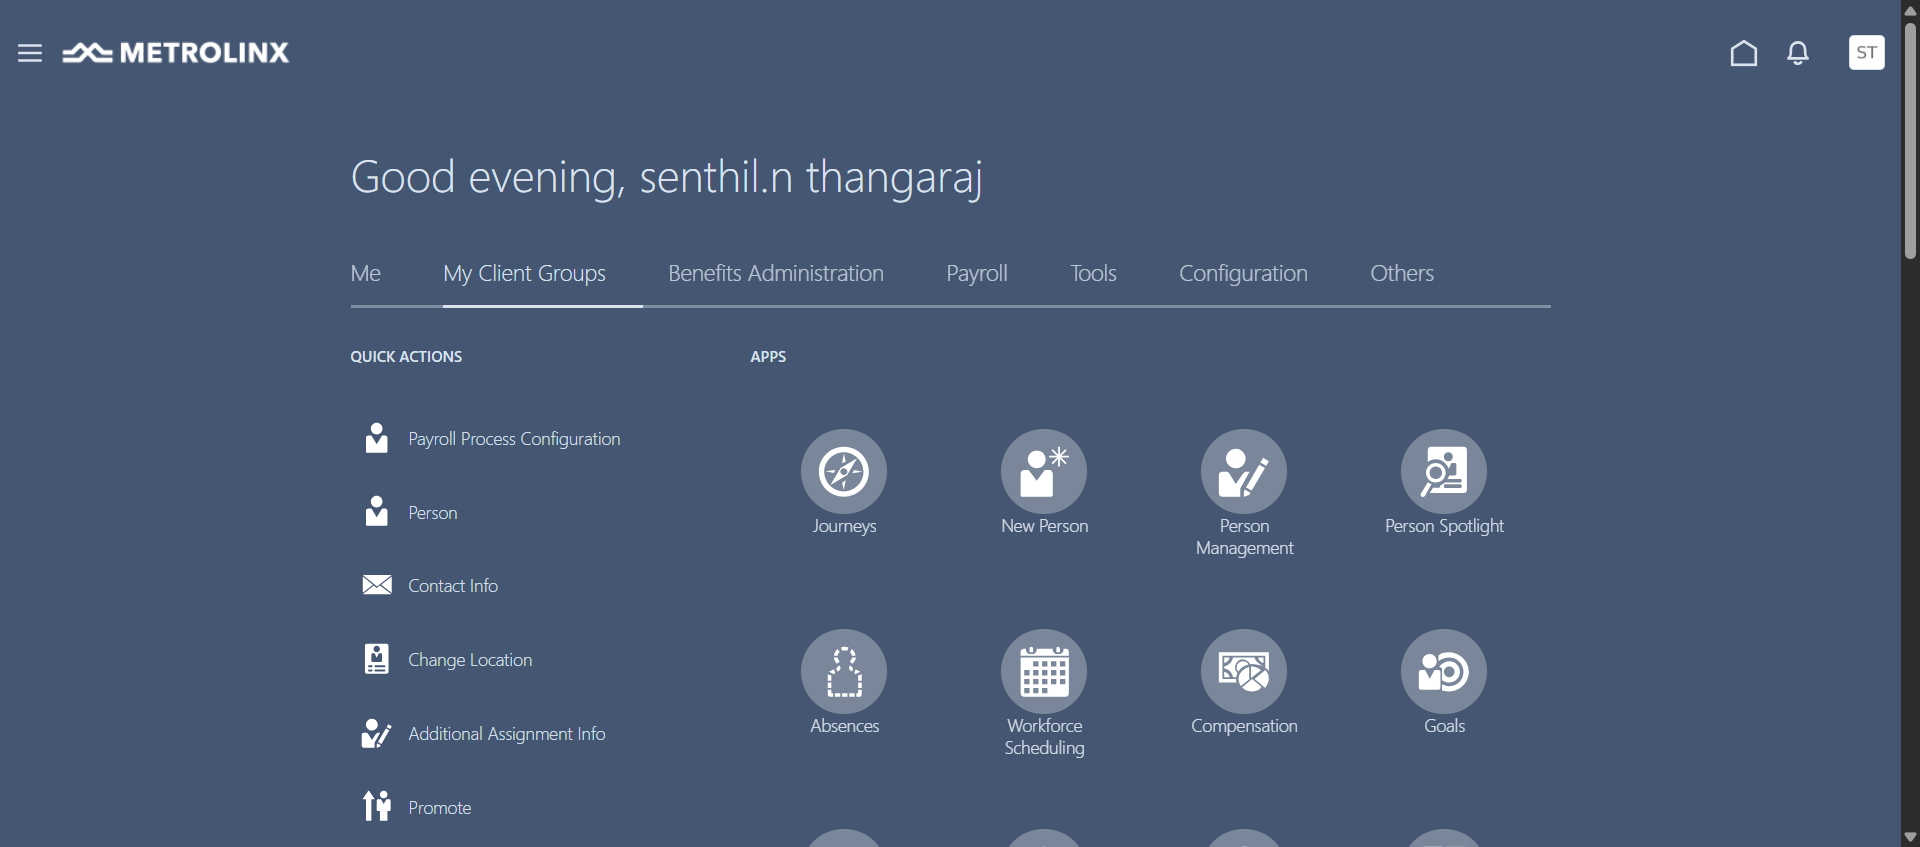 METROLINX
ST
Good evening, senthil.n thangaraj
Me
My Client Groups
Benefits Administration
Payroll
Tools
Configuration
Others
QUICK ACTIONS
Payroll Process Configuration
Person
Contact Info
Change Location
Additional Assignment Info
Promote
APPS
Journeys
New Person
Person
Management
Person Spotlight
Absences
Workforce
Scheduling
Compensation
Goals